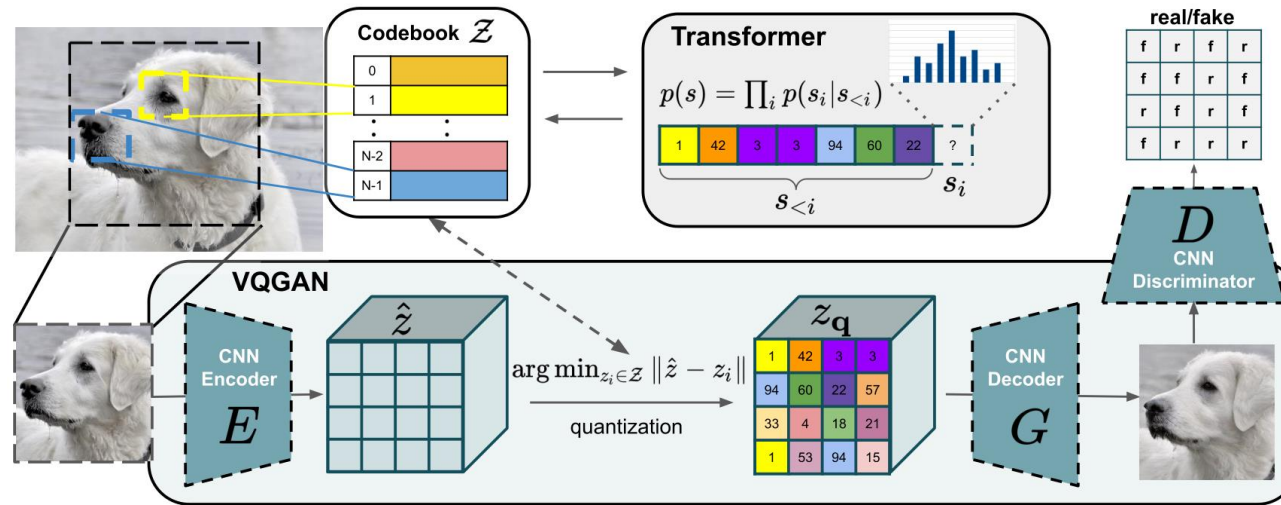 Codebook 𝒵
0
1
N-2
N-1
Transformer
p(s) = ∏ᵢ p(sᵢ|s<ᵢ)
1 42 3 3 94 60 22 ?
s<ᵢ
sᵢ
real/fake
f r f r
f f r f
r f r f
f r r r
D
CNN
Discriminator
VQGAN
CNN
Encoder
E
ẑ
arg min_{zᵢ∈𝒵} ‖ẑ − zᵢ‖
quantization
z_q
1 42 3 3
94 60 22 57
33 4 18 21
1 53 94 15
CNN
Decoder
G